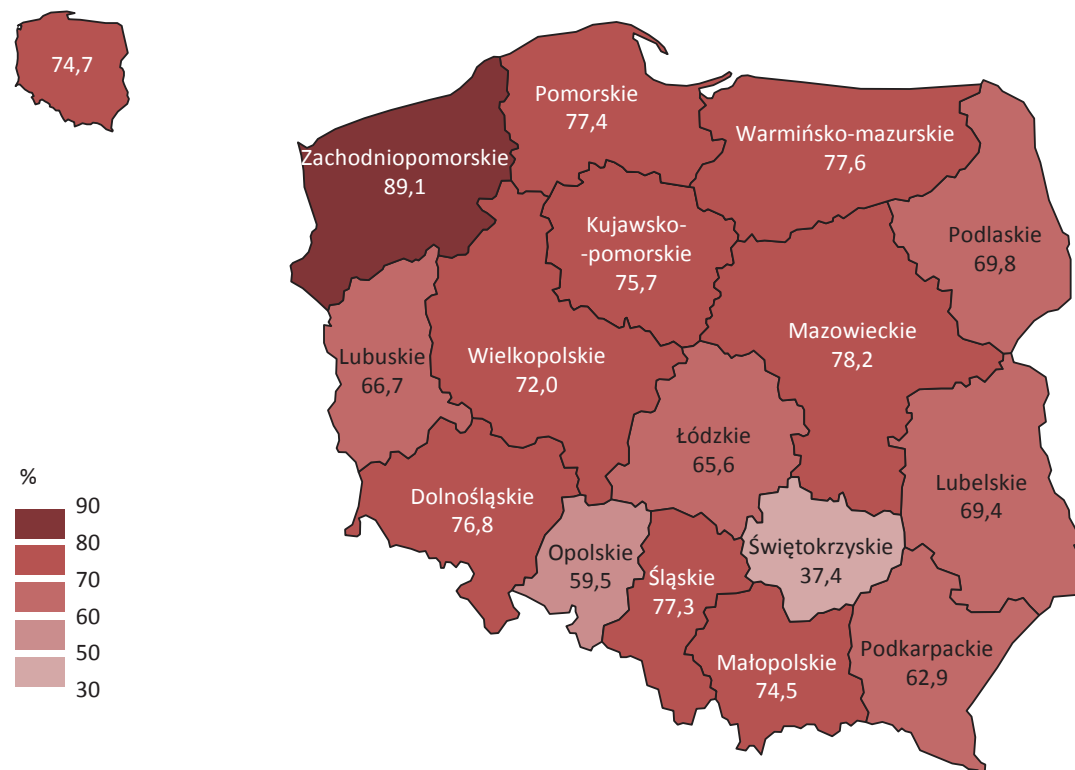 74,7
Pomorskie
77,4
Warmińsko-mazurskie
77,6
Zachodniopomorskie
89,1
Kujawsko-
-pomorskie
75,7
Podlaskie
69,8
Mazowieckie
78,2
Lubuskie
66,7
Wielkopolskie
72,0
Łódzkie
65,6
Lubelskie
69,4
Dolnośląskie
76,8
Opolskie
59,5
Śląskie
77,3
Świętokrzyskie
37,4
Małopolskie
74,5
Podkarpackie
62,9
%
90
80
70
60
50
30